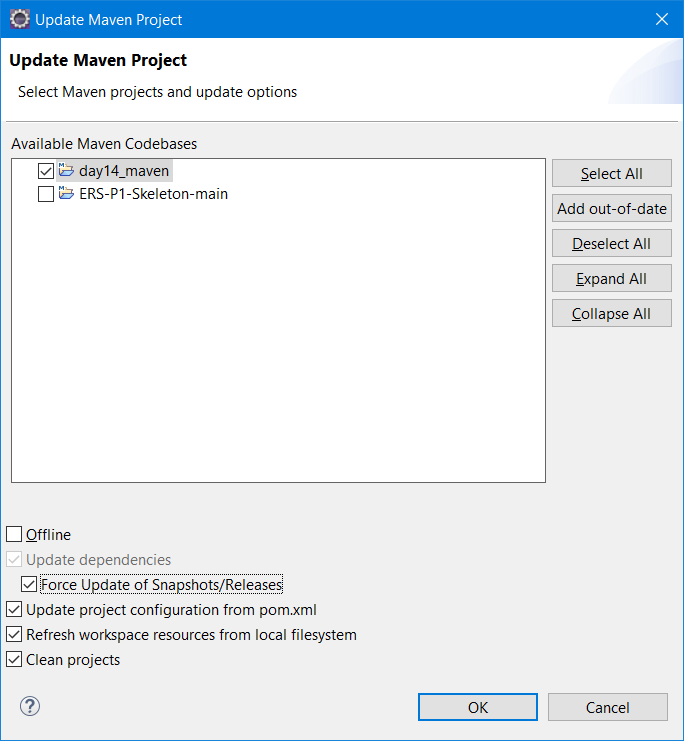 Update Maven Project
Update Maven Project
Select Maven projects and update options
Available Maven Codebases
day14_maven
ERS-P1-Skeleton-main
Select All
Add out-of-date
Deselect All
Expand All
Collapse All
Offline
Update dependencies
Force Update of Snapshots/Releases
Update project configuration from pom.xml
Refresh workspace resources from local filesystem
Clean projects
?
OK
Cancel